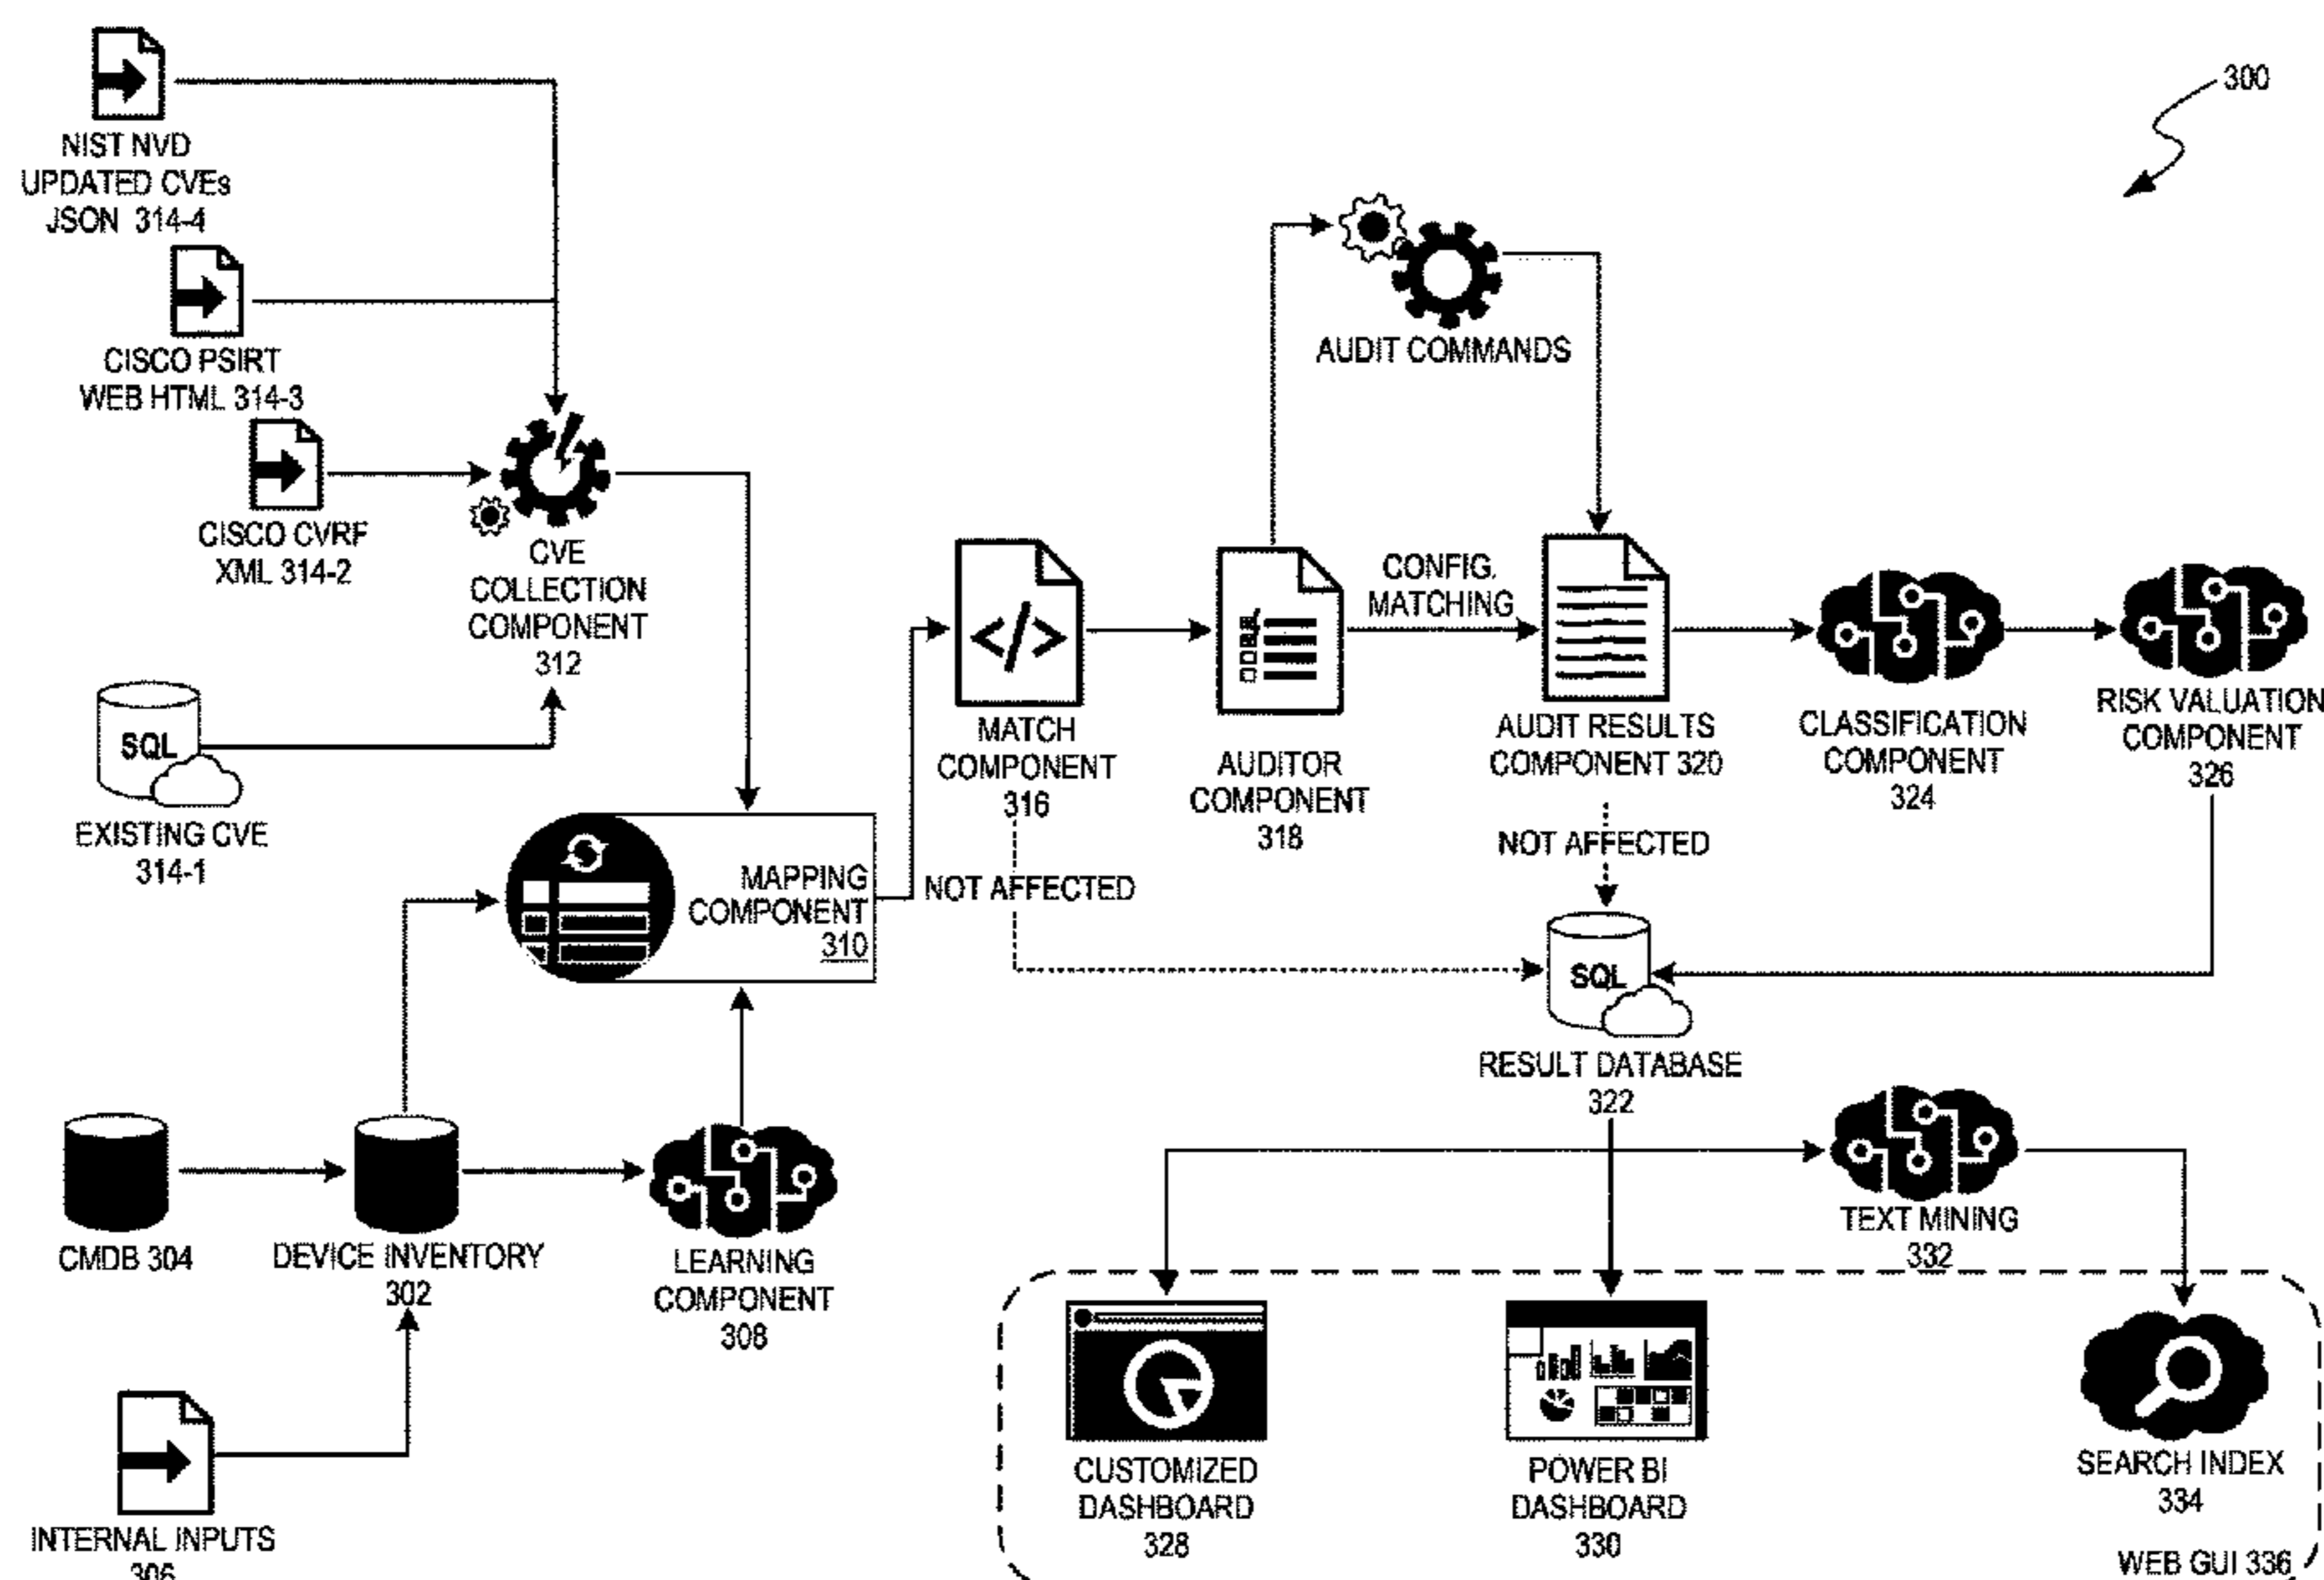 300
NIST NVD
UPDATED CVEs
JSON 314-4
CISCO PSIRT
WEB HTML 314-3
CISCO CVRF
XML 314-2
CVE
COLLECTION
COMPONENT
312
SQL
EXISTING CVE
314-1
AUDIT COMMANDS
CONFIG.
MATCHING
</>
MATCH
COMPONENT
316
AUDITOR
COMPONENT
318
AUDIT RESULTS
COMPONENT 320
CLASSIFICATION
COMPONENT
324
RISK VALUATION
COMPONENT
326
NOT AFFECTED
NOT AFFECTED
MAPPING
COMPONENT
310
SQL
RESULT DATABASE
322
CMDB 304
DEVICE INVENTORY
302
LEARNING
COMPONENT
308
INTERNAL INPUTS
306
TEXT MINING
332
CUSTOMIZED
DASHBOARD
328
POWER BI
DASHBOARD
330
SEARCH INDEX
334
WEB GUI 336